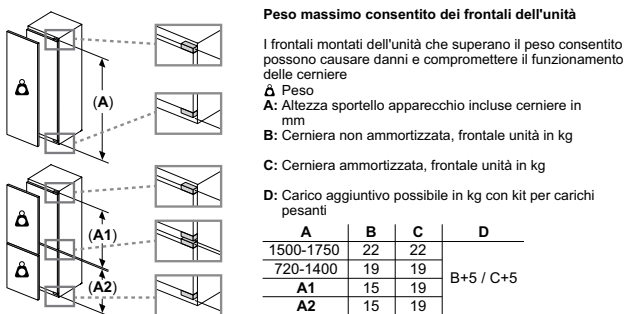 Peso massimo consentito dei frontali dell'unità
I frontali montati dell'unità che superano il peso consentito
possono causare danni e compromettere il funzionamento
delle cerniere
Peso
A: Altezza sportello apparecchio incluse cerniere in
mm
B: Cerniera non ammortizzata, frontale unità in kg
C: Cerniera ammortizzata, frontale unità in kg
D: Carico aggiuntivo possibile in kg con kit per carichi
pesanti
A B C D
1500-1750 22 22
720-1400 19 19
B+5 / C+5
A1 15 19
A2 15 19
(A)
(A1)
(A2)